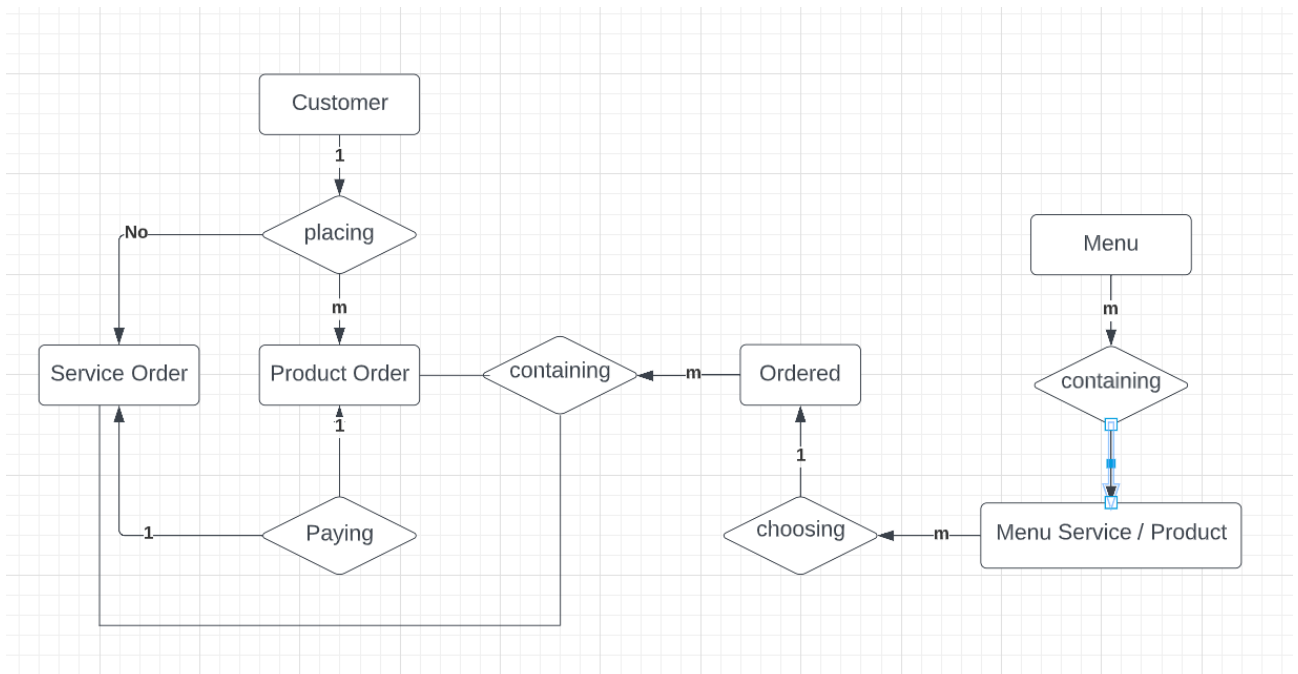 Customer
1
placing
No
m
Menu
m
Service Order
Product Order
containing
m
Ordered
containing
1
1
choosing
m
Menu Service / Product
1
Paying